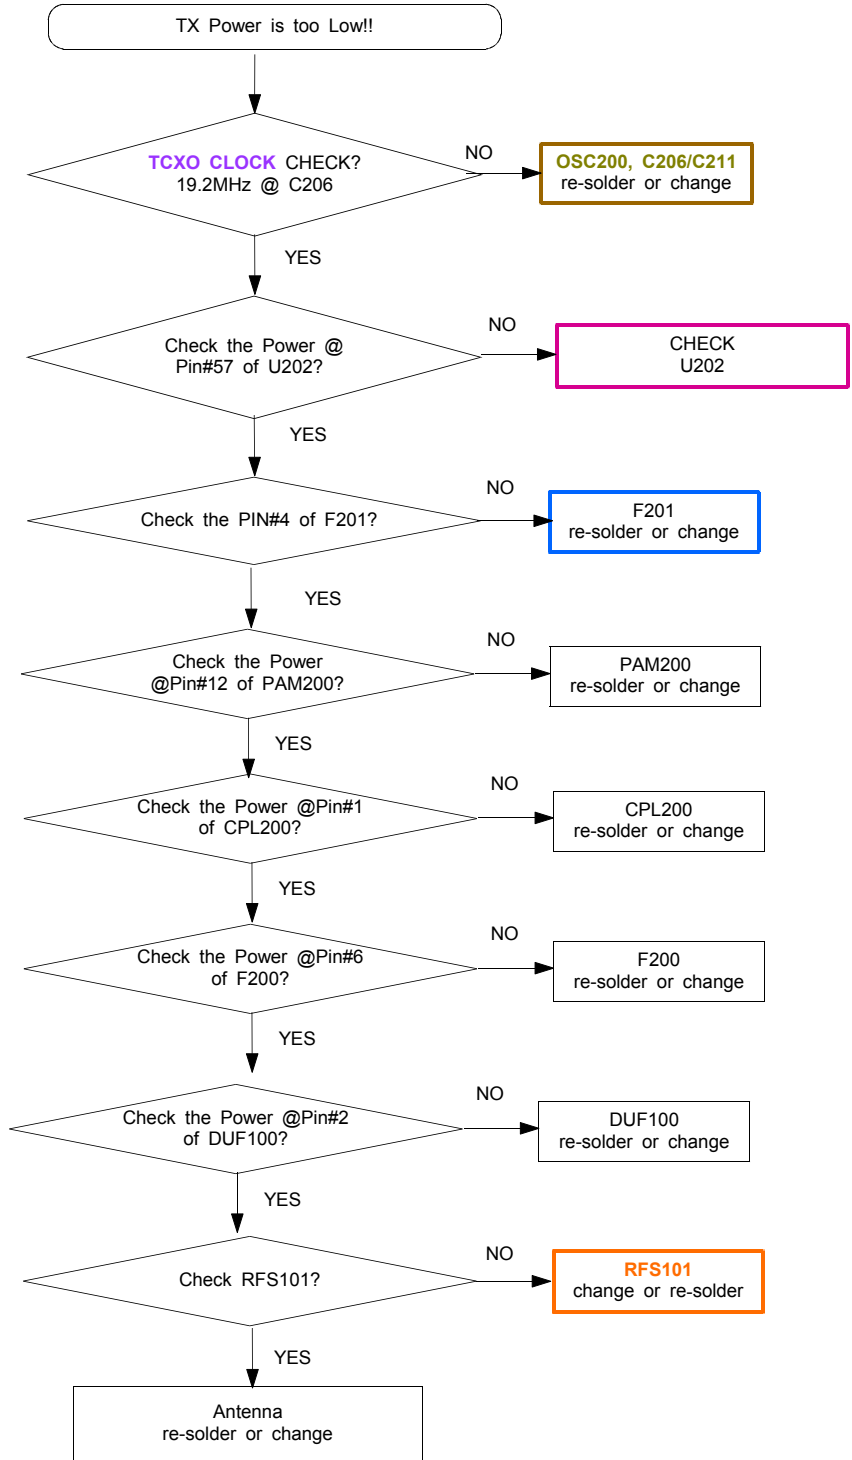 TX Power is too Low!!
TCXO CLOCK CHECK?
19.2MHz @ C206
NO
OSC200, C206/C211
re-solder or change
YES
Check the Power @
Pin#57 of U202?
NO
CHECK
U202
YES
Check the PIN#4 of F201?
NO
F201
re-solder or change
YES
Check the Power
@Pin#12 of PAM200?
NO
PAM200
re-solder or change
YES
Check the Power @Pin#1
of CPL200?
NO
CPL200
re-solder or change
YES
Check the Power @Pin#6
of F200?
NO
F200
re-solder or change
YES
Check the Power @Pin#2
of DUF100?
NO
DUF100
re-solder or change
YES
Check RFS101?
NO
RFS101
change or re-solder
YES
Antenna
re-solder or change